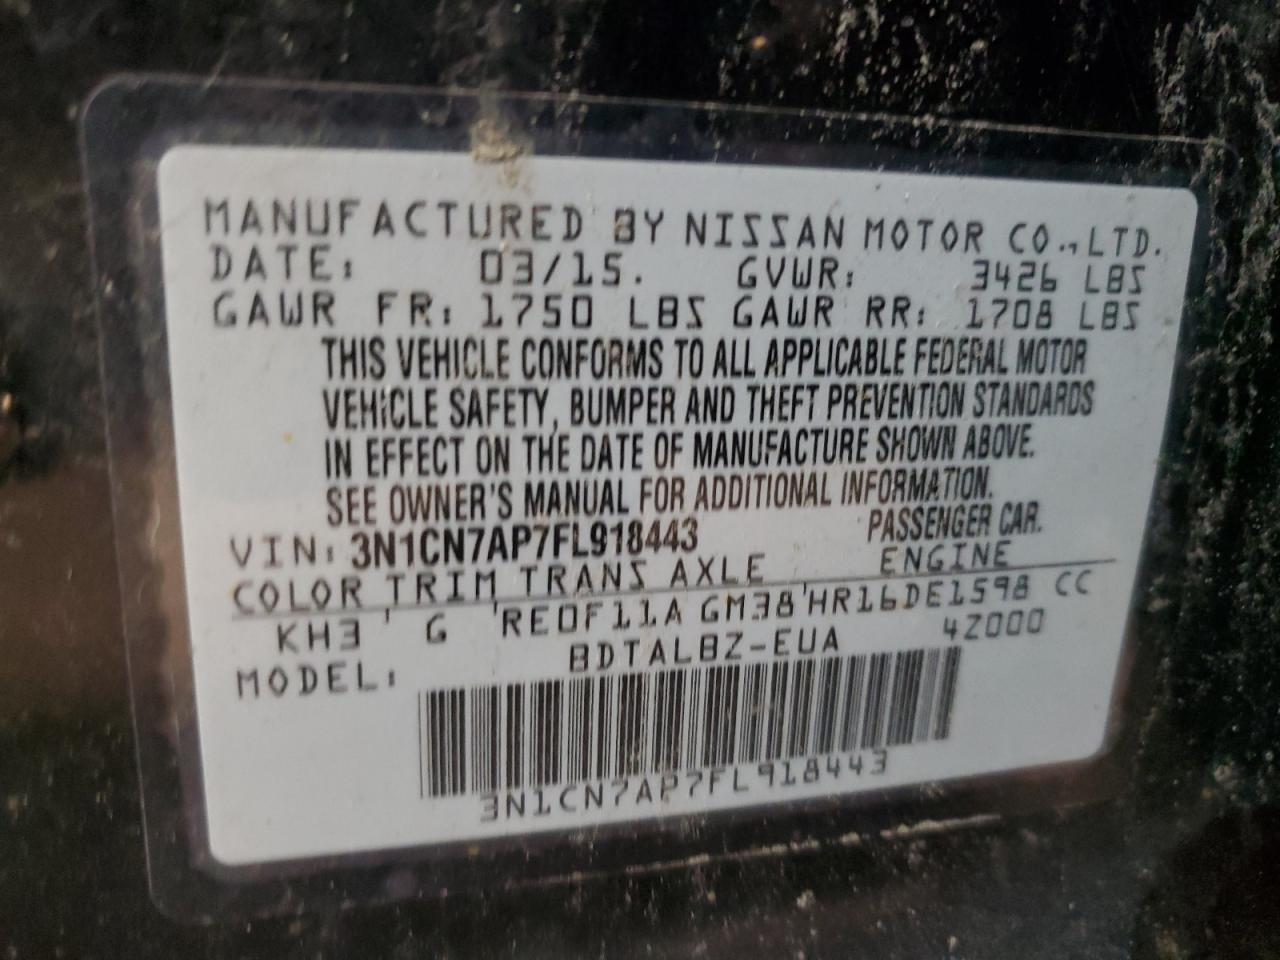 MANUFACTURED BY NISSAN MOTOR CO.,LTD.
DATE: 03/15. GVWR: 3426 LBS
GAWR FR: 1750 LBS GAWR RR: 1708 LBS
THIS VEHICLE CONFORMS TO ALL APPLICABLE FEDERAL MOTOR
VEHICLE SAFETY, BUMPER AND THEFT PREVENTION STANDARDS
IN EFFECT ON THE DATE OF MANUFACTURE SHOWN ABOVE.
SEE OWNER'S MANUAL FOR ADDITIONAL INFORMATION.
VIN: 3N1CN7AP7FL918443 PASSENGER CAR.
COLOR TRIM TRANS AXLE ENGINE
KH3 ' G 'RE0F11A GM38'HR16DE1598 CC
MODEL: BDTALBZ-EUA 4Z000
3N1CN7AP7FL918443